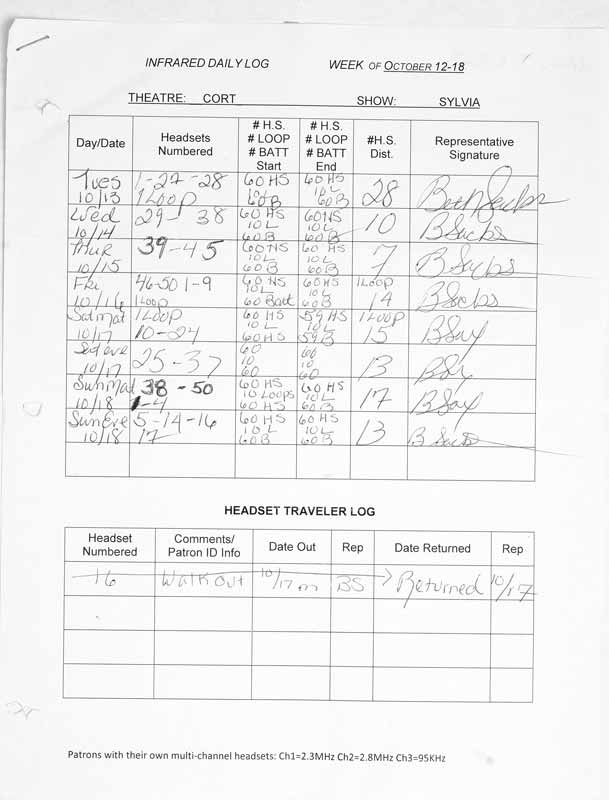 INFRARED DAILY LOG WEEK OF OCTOBER 12-18
THEATRE: CORT SHOW: SYLVIA
Day/Date Headsets Numbered # H.S. # LOOP # BATT Start # H.S. # LOOP # BATT End #H.S. Dist. Representative Signature
Tues 10/13 1-27-28 1 LOOP 60 HS 10 L 60 B 60 HS 10 L 60 B 28 Beth Sachs
Wed 10/14 29-38 60 HS 10 L 60 B 60 HS 10 L 60 B 10 B Sachs
Thur 10/15 39-45 60 HS 10 L 60 B 60 HS 10 L 60 B 7 B Sachs
Fri 10/16 46-50 1-9 1 Loop 60 HS 10 L 60 Batt 60 HS 10 L 60 B 1 LOOP 14 B Sachs
Sat mat 10/17 1 LOOP 10-24 60 HS 10 L 60 HS 59 HS 10 L 59 B 1 LOOP 15 B Say
Sat eve 10/17 25-37 60 10 60 60 10 60 13
Sun Mat 10/18 38-50 1-4 60 HS 10 Loops 60 HS 60 HS 10 L 60 B 17 B Say
Sun Eve 10/18 5-14-16 17 60 HS 10 L 60 B 60 HS 10 L 60 B 13 B Sachs
HEADSET TRAVELER LOG
Headset Numbered Comments/ Patron ID Info Date Out Rep Date Returned Rep
16 Walkout 10/17 m BS Returned 10/17
Patrons with their own multi-channel headsets: Ch1=2.3MHz Ch2=2.8MHz Ch3=95KHz